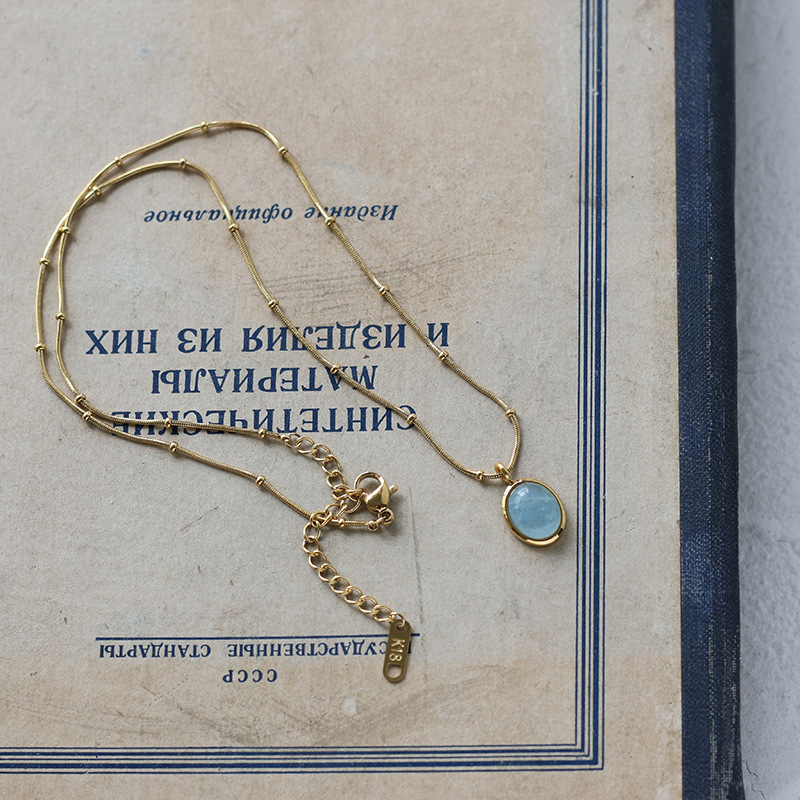 СССР
ГОСУДАРСТВЕННЫЕ СТАНДАРТЫ
СИНТЕТИЧЕСКИЕ
МАТЕРИАЛЫ
И ИЗДЕЛИЯ ИЗ НИХ
Издание официальное
K18